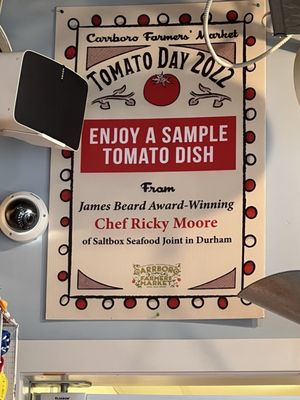 Carrboro Farmers' Market
TOMATO DAY 2022
ENJOY A SAMPLE
TOMATO DISH
From
James Beard Award-Winning
Chef Ricky Moore
of Saltbox Seafood Joint in Durham
CARRBORO
FARMERS'
MARKET